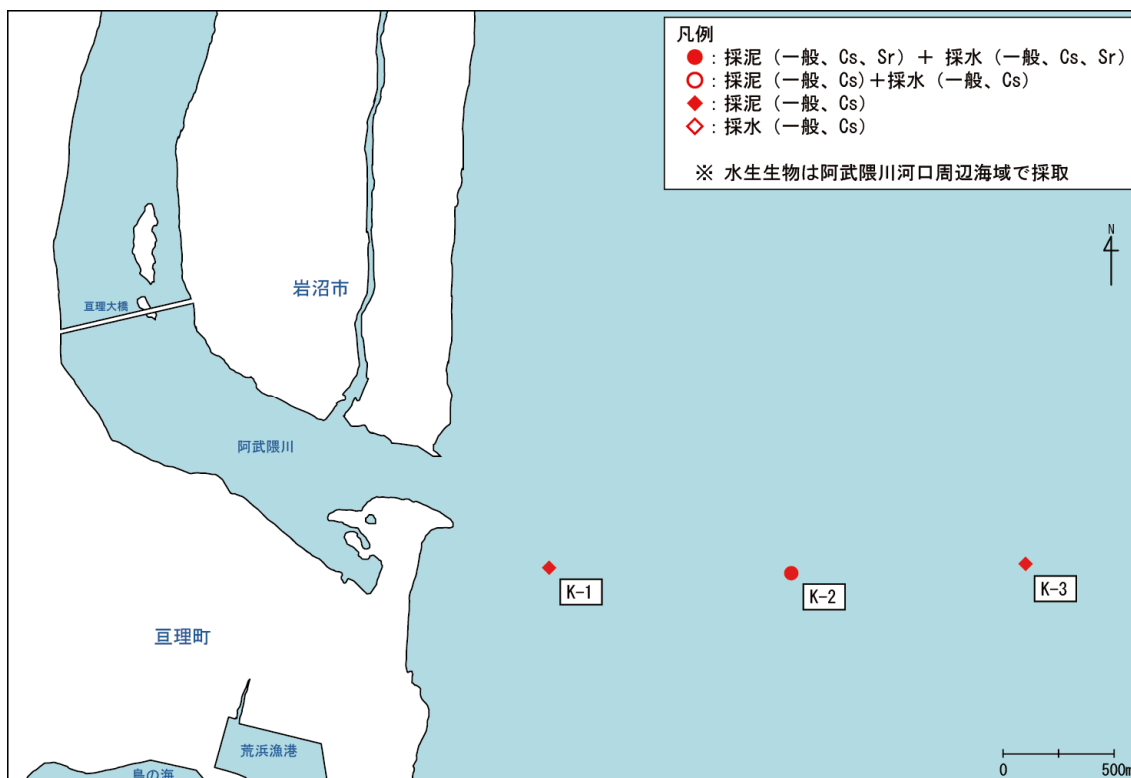 凡例
● : 採泥 (一般、Cs、Sr) + 採水 (一般、Cs、Sr)
○ : 採泥 (一般、Cs)+採水 (一般、Cs)
◆ : 採泥 (一般、Cs)
◇ : 採水 (一般、Cs)
※ 水生生物は阿武隈川河口周辺海域で採取
N
岩沼市
亘理大橋
阿武隈川
K-1
K-2
K-3
亘理町
荒浜漁港
鳥の海
0 500m